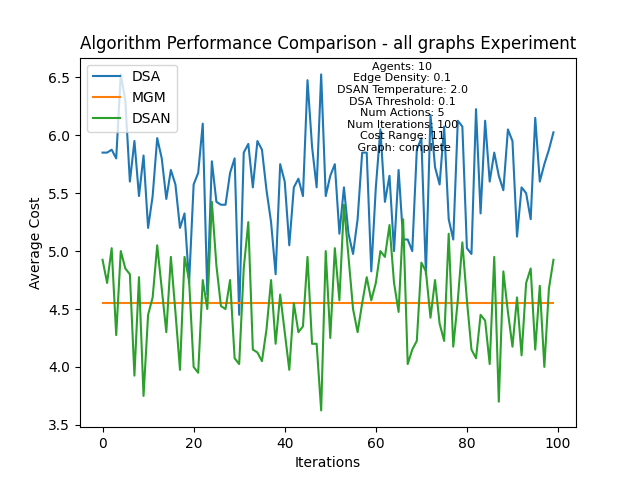 Algorithm Performance Comparison - all graphs Experiment
DSA
MGM
DSAN
Agents: 10
Edge Density: 0.1
DSAN Temperature: 2.0
DSA Threshold: 0.1
Num Actions: 5
Num Iterations: 100
Cost Range: 11
Graph: complete
Average Cost
6.5
6.0
5.5
5.0
4.5
4.0
3.5
0 20 40 60 80 100
Iterations